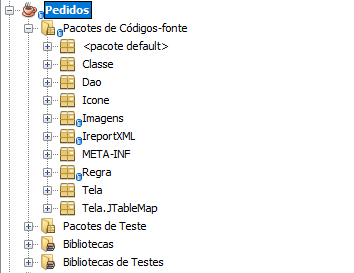 Pedidos
Pacotes de Códigos-fonte
<pacote default>
Classe
Dao
Icone
Imagens
IreportXML
META-INF
Regra
Tela
Tela.JTableMap
Pacotes de Teste
Bibliotecas
Bibliotecas de Testes